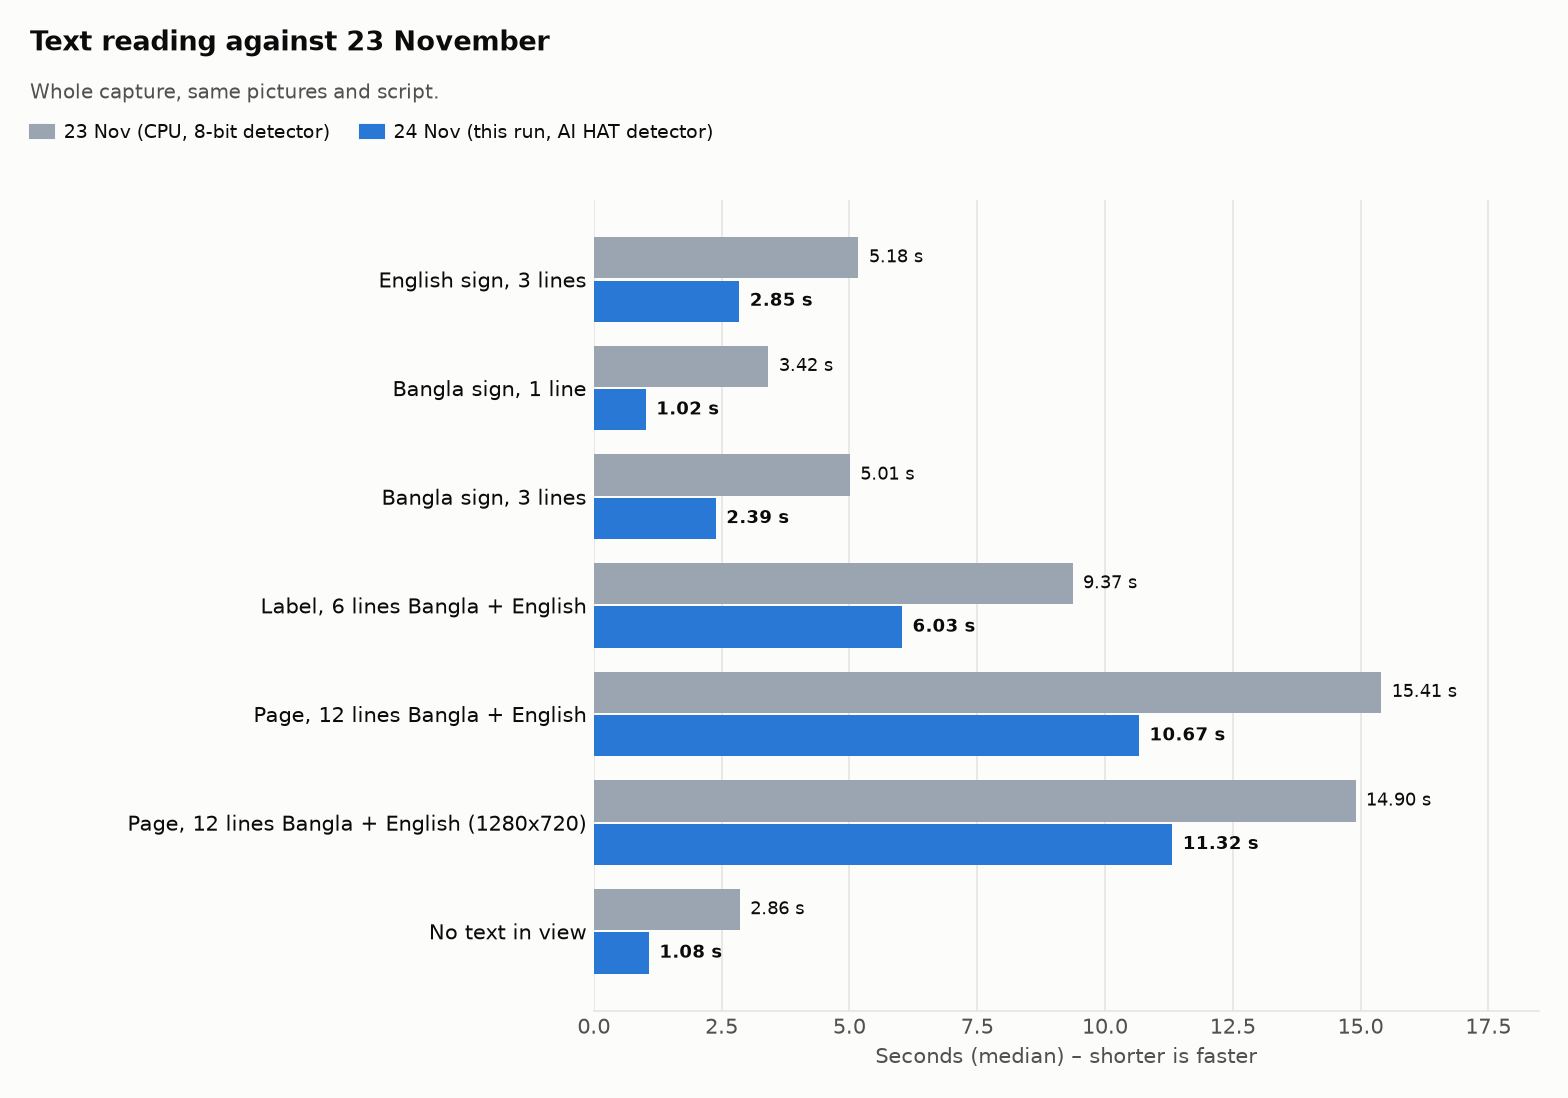 Text reading against 23 November
Whole capture, same pictures and script.
23 Nov (CPU, 8-bit detector) 24 Nov (this run, AI HAT detector)
5.18 s
English sign, 3 lines
2.85 s
3.42 s
Bangla sign, 1 line
1.02 s
5.01 s
Bangla sign, 3 lines
2.39 s
9.37 s
Label, 6 lines Bangla + English
6.03 s
15.41 s
Page, 12 lines Bangla + English
10.67 s
14.90 s
Page, 12 lines Bangla + English (1280x720)
11.32 s
2.86 s
No text in view
1.08 s
0.0 2.5 5.0 7.5 10.0 12.5 15.0 17.5
Seconds (median) – shorter is faster